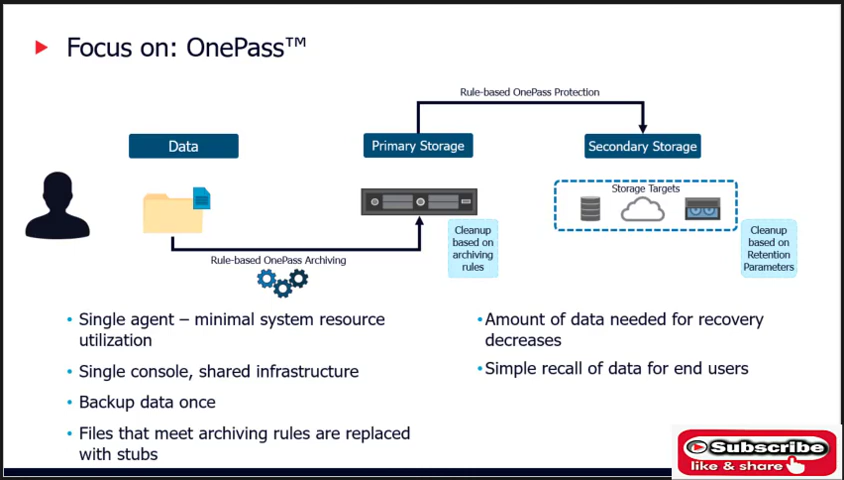 Focus on: OnePass™
Rule-based OnePass Protection
Data
Primary Storage
Secondary Storage
Storage Targets
Cleanup
based on
archiving
rules
Cleanup
based on
Retention
Parameters
Rule-based OnePass Archiving
• Single agent – minimal system resource
utilization
• Single console, shared infrastructure
• Backup data once
• Files that meet archiving rules are replaced
with stubs
• Amount of data needed for recovery
decreases
• Simple recall of data for end users
Subscribe
like & share